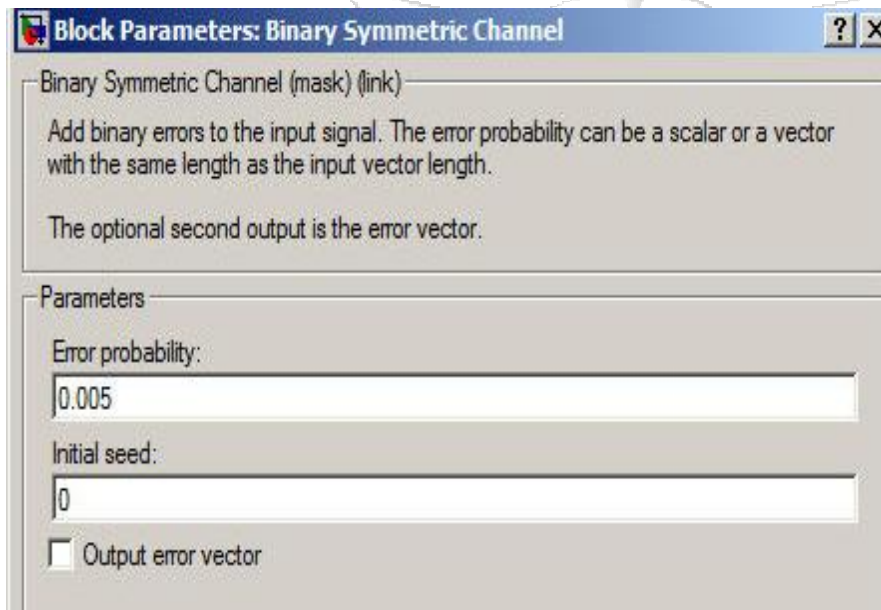 Block Parameters: Binary Symmetric Channel
Binary Symmetric Channel (mask) (link)
Add binary errors to the input signal. The error probability can be a scalar or a vector
with the same length as the input vector length.
The optional second output is the error vector.
Parameters
Error probability:
0.005
Initial seed:
0
Output error vector